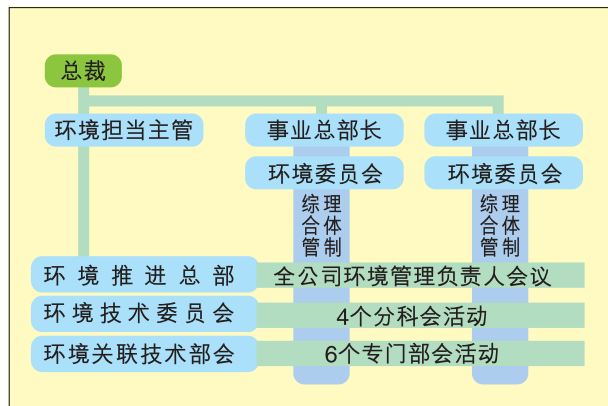 总裁
环境担当主管
事业总部长
事业总部长
环境委员会
环境委员会
综合管理体制
综合管理体制
环境推进总部
全公司环境管理负责人会议
环境技术委员会
4个分科会活动
环境关联技术部会
6个专门部会活动